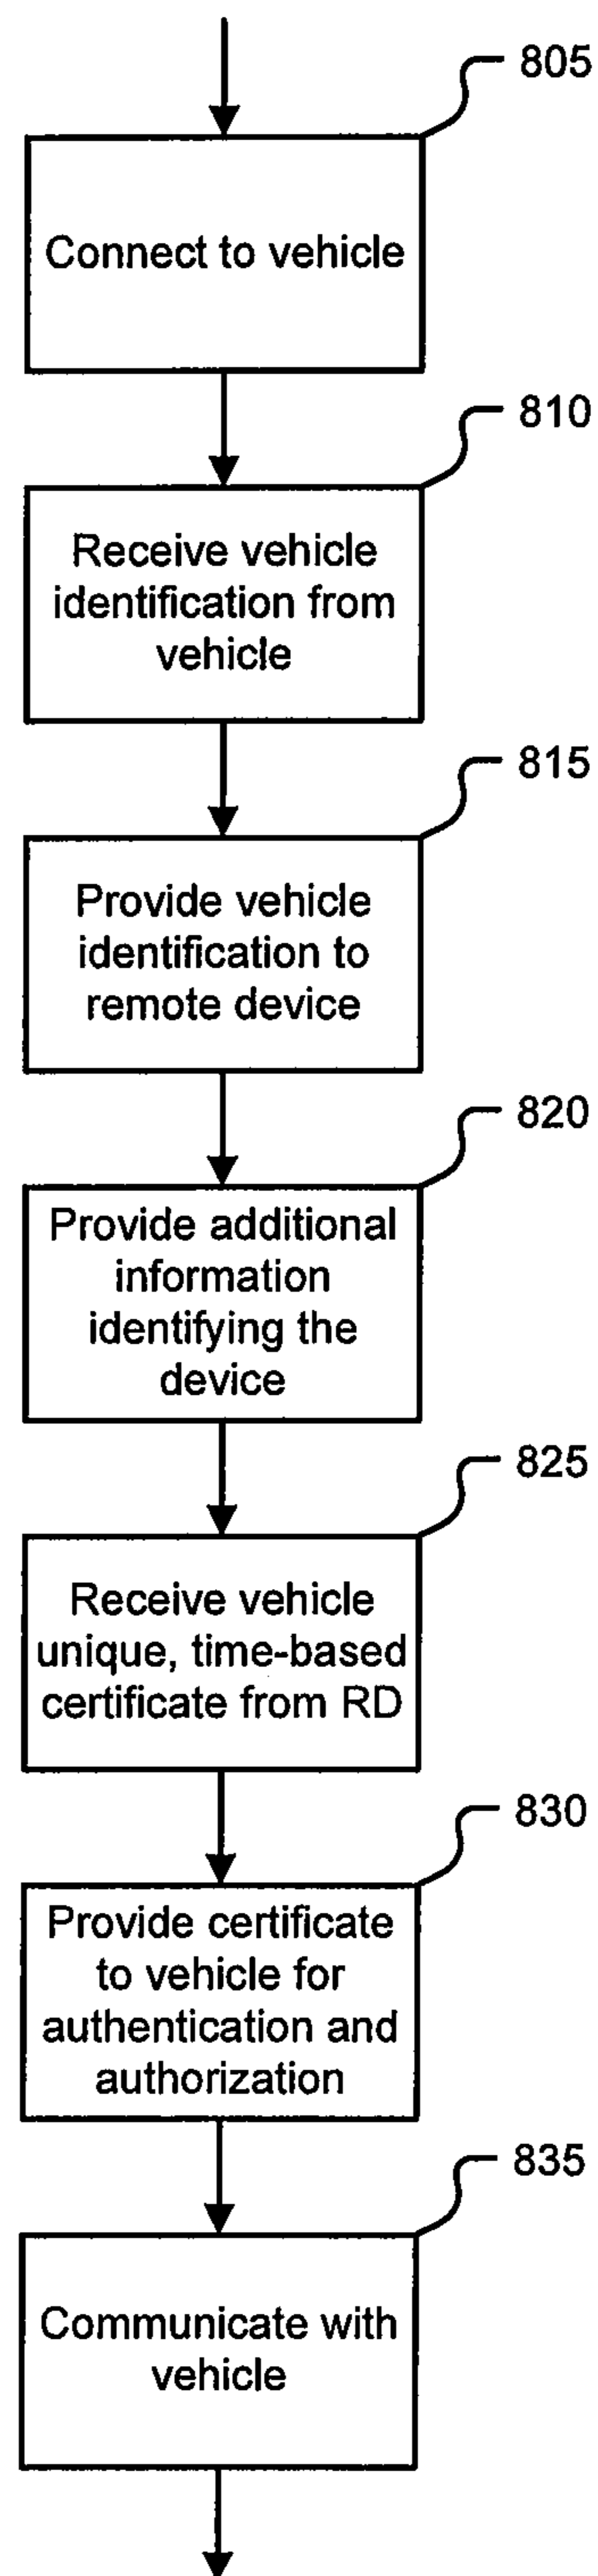 805
Connect to vehicle
810
Receive vehicle
identification from
vehicle
815
Provide vehicle
identification to
remote device
820
Provide additional
information
identifying the
device
825
Receive vehicle
unique, time-based
certificate from RD
830
Provide certificate
to vehicle for
authentication and
authorization
835
Communicate with
vehicle